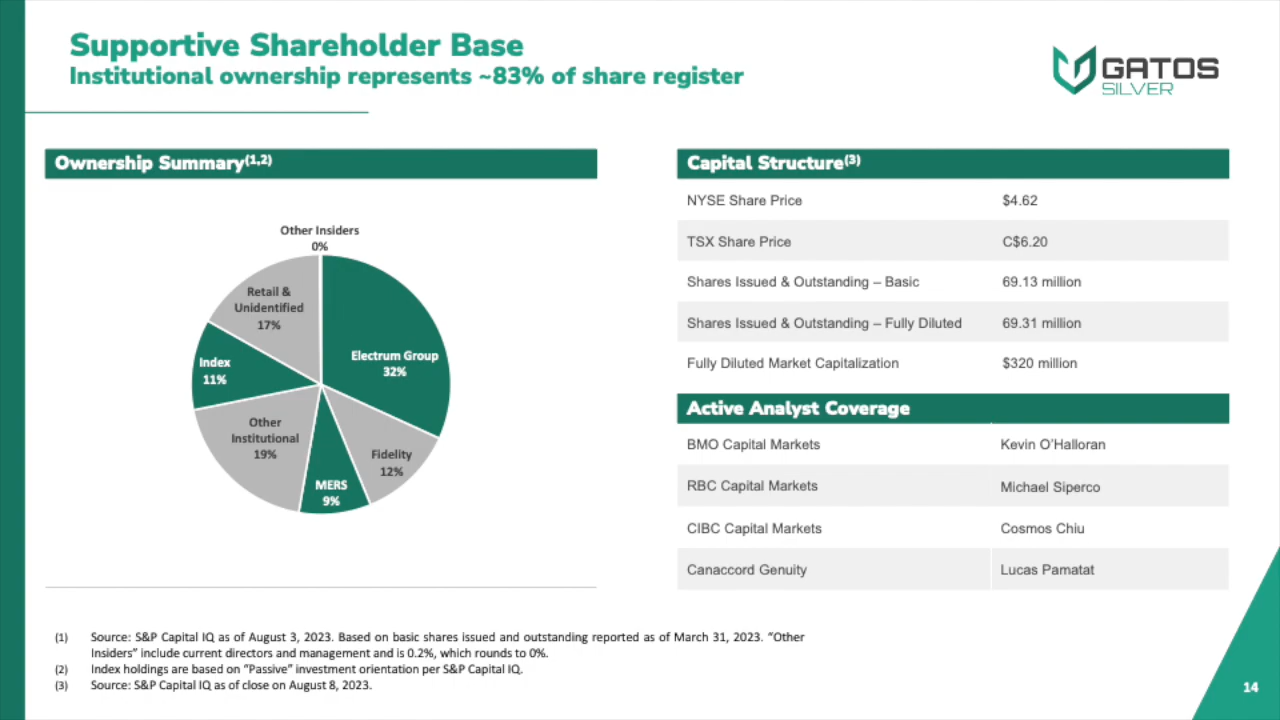 Supportive Shareholder Base
Institutional ownership represents ~83% of share register
GATOS
SILVER
Ownership Summary(1,2)
Other Insiders
0%
Retail &
Unidentified
17%
Electrum Group
32%
Index
11%
Other
Institutional
19%
Fidelity
12%
MERS
9%
Capital Structure(3)
NYSE Share Price $4.62
TSX Share Price C$6.20
Shares Issued & Outstanding – Basic 69.13 million
Shares Issued & Outstanding – Fully Diluted 69.31 million
Fully Diluted Market Capitalization $320 million
Active Analyst Coverage
BMO Capital Markets Kevin O’Halloran
RBC Capital Markets Michael Siperco
CIBC Capital Markets Cosmos Chiu
Canaccord Genuity Lucas Pamatat
(1) Source: S&P Capital IQ as of August 3, 2023. Based on basic shares issued and outstanding reported as of March 31, 2023. “Other
Insiders” include current directors and management and is 0.2%, which rounds to 0%.
(2) Index holdings are based on “Passive” investment orientation per S&P Capital IQ.
(3) Source: S&P Capital IQ as of close on August 8, 2023.
14